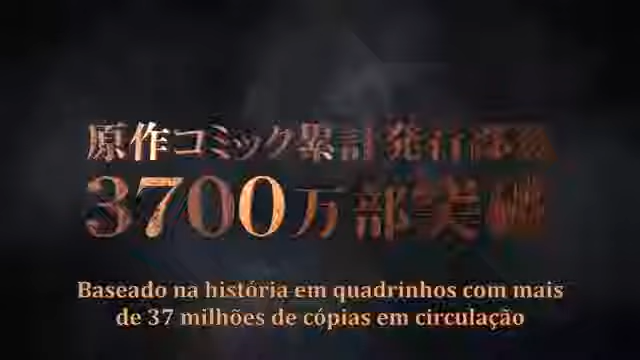 原作コミック累計発行部数
3700万部突破
Baseado na história em quadrinhos com mais
de 37 milhões de cópias em circulação